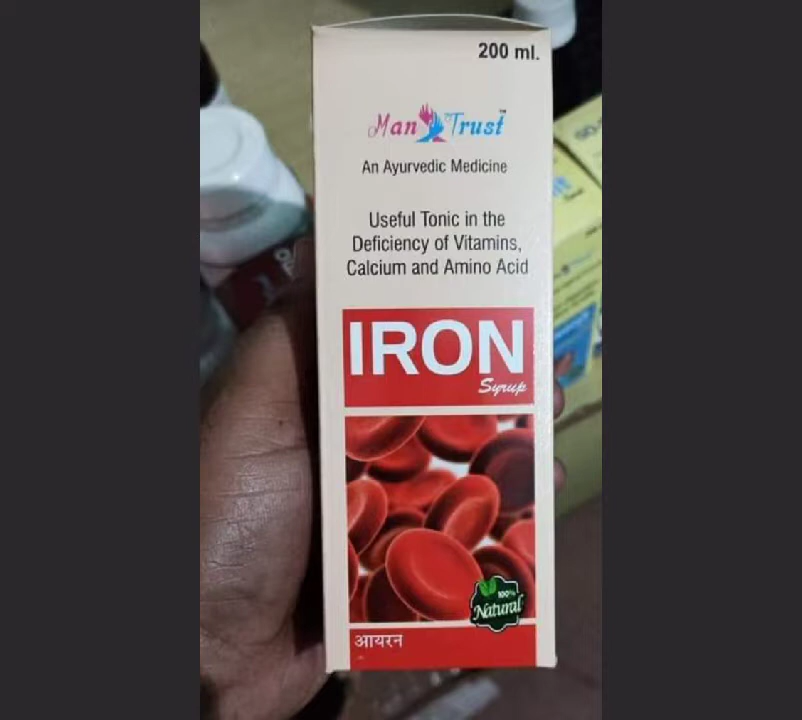 200 ml.
Man Trust™
An Ayurvedic Medicine
Useful Tonic in the
Deficiency of Vitamins,
Calcium and Amino Acid
IRON
Syrup
100%
Natural
आयरन